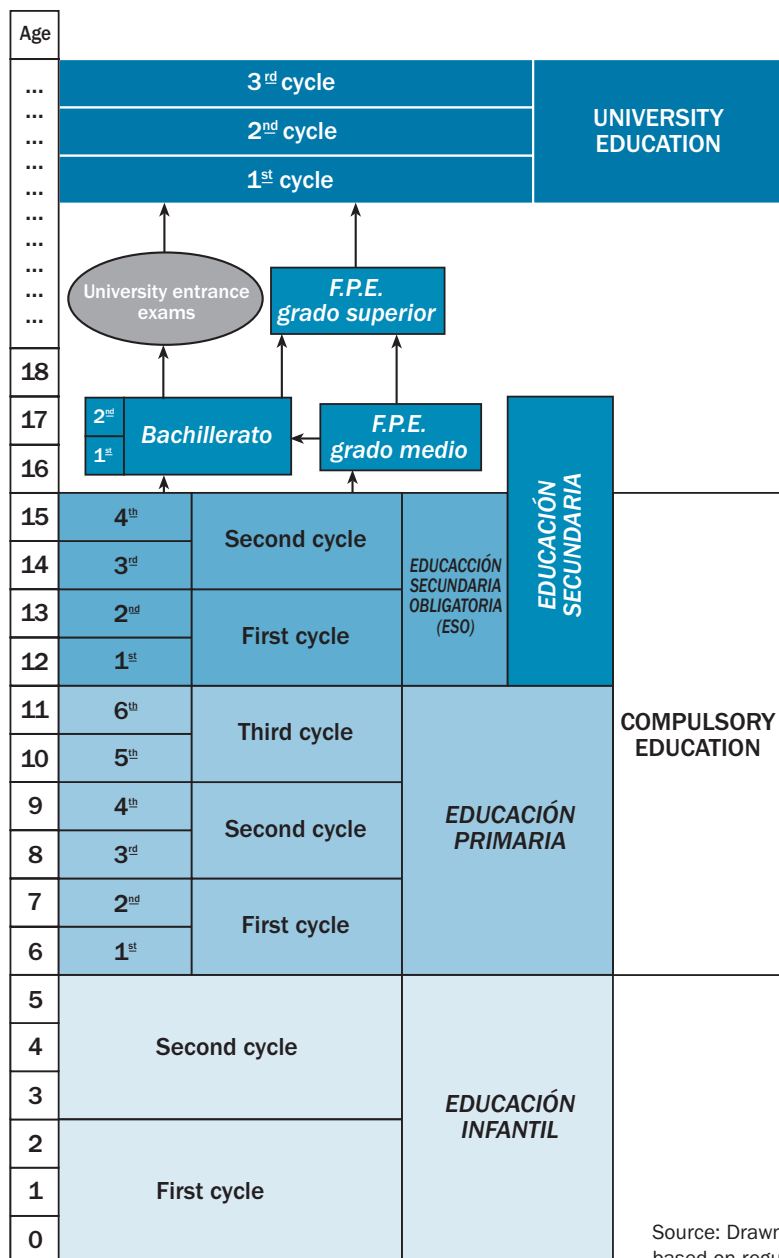 Age
...
...
...
...
...
...
...
...
...
...
3rd cycle
2nd cycle
1st cycle
UNIVERSITY
EDUCATION
University entrance
exams
F.P.E.
grado superior
18
17
16
2nd
1st
Bachillerato
F.P.E.
grado medio
EDUCACIÓN
SECUNDARIA
15
14
13
12
4th
3rd
2nd
1st
Second cycle
First cycle
EDUCACCIÓN
SECUNDARIA
OBLIGATORIA
(ESO)
COMPULSORY
EDUCATION
11
10
9
8
7
6
6th
5th
4th
3rd
2nd
1st
Third cycle
Second cycle
First cycle
EDUCACIÓN
PRIMARIA
5
4
3
2
1
0
Second cycle
First cycle
EDUCACIÓN
INFANTIL
Source: Drawn
based on regu